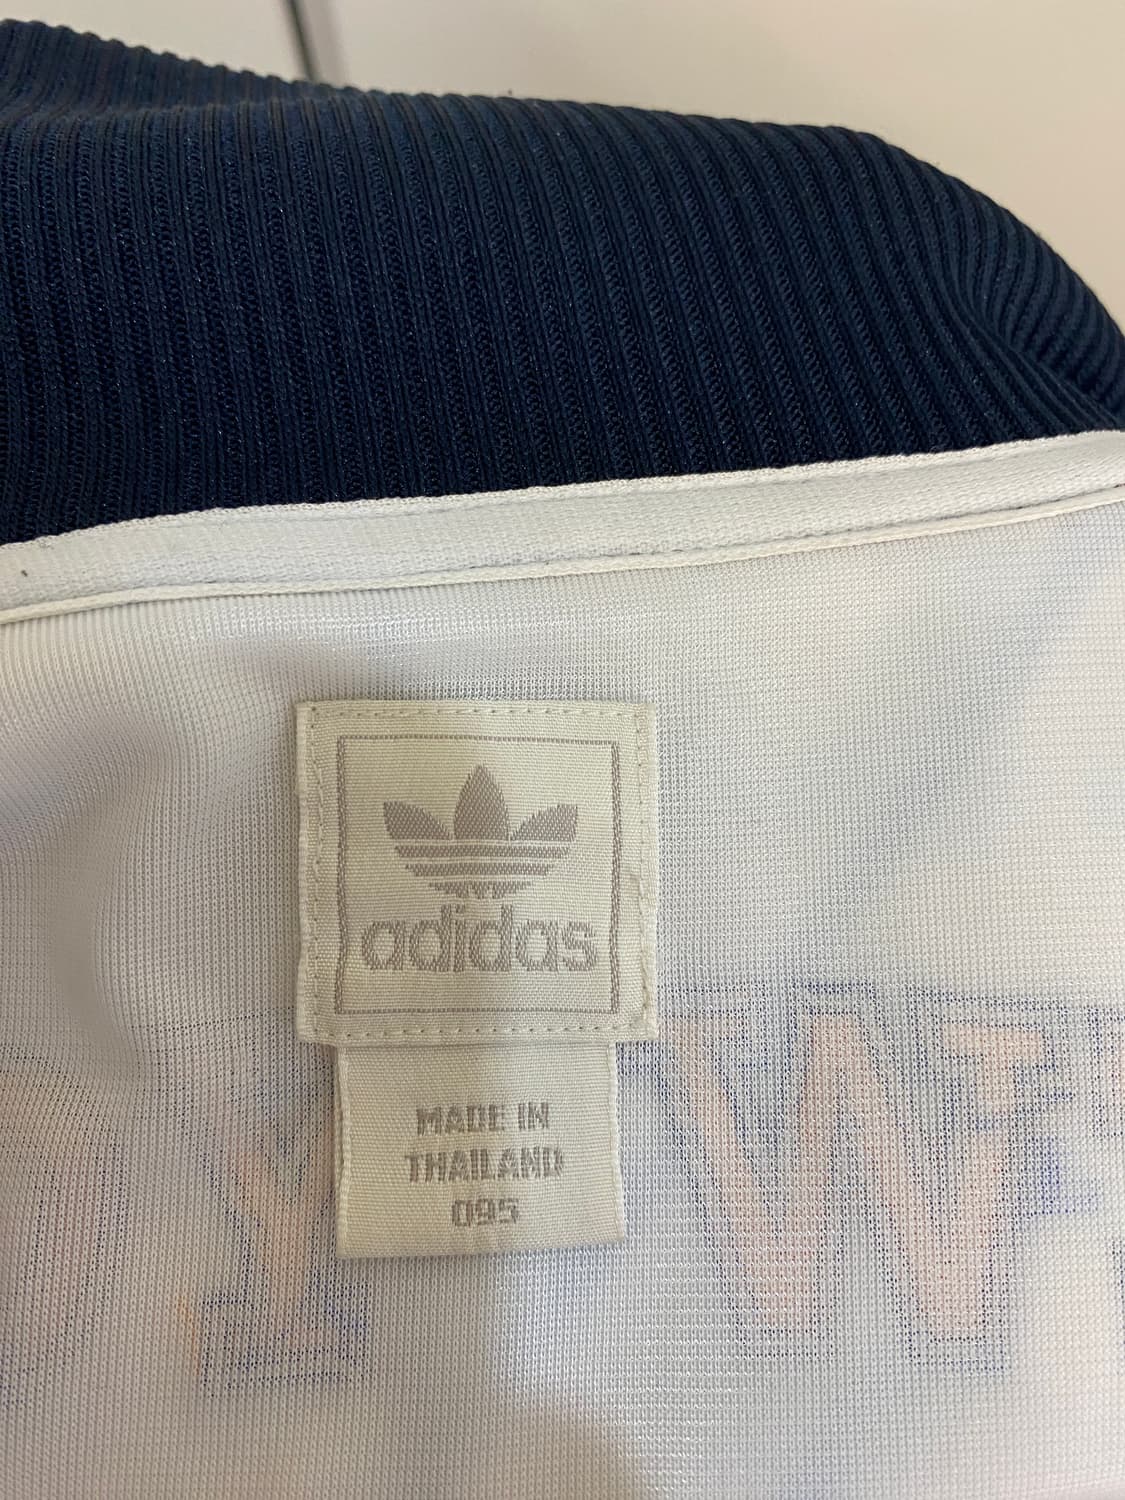 adidas
MADE IN
THAILAND
095